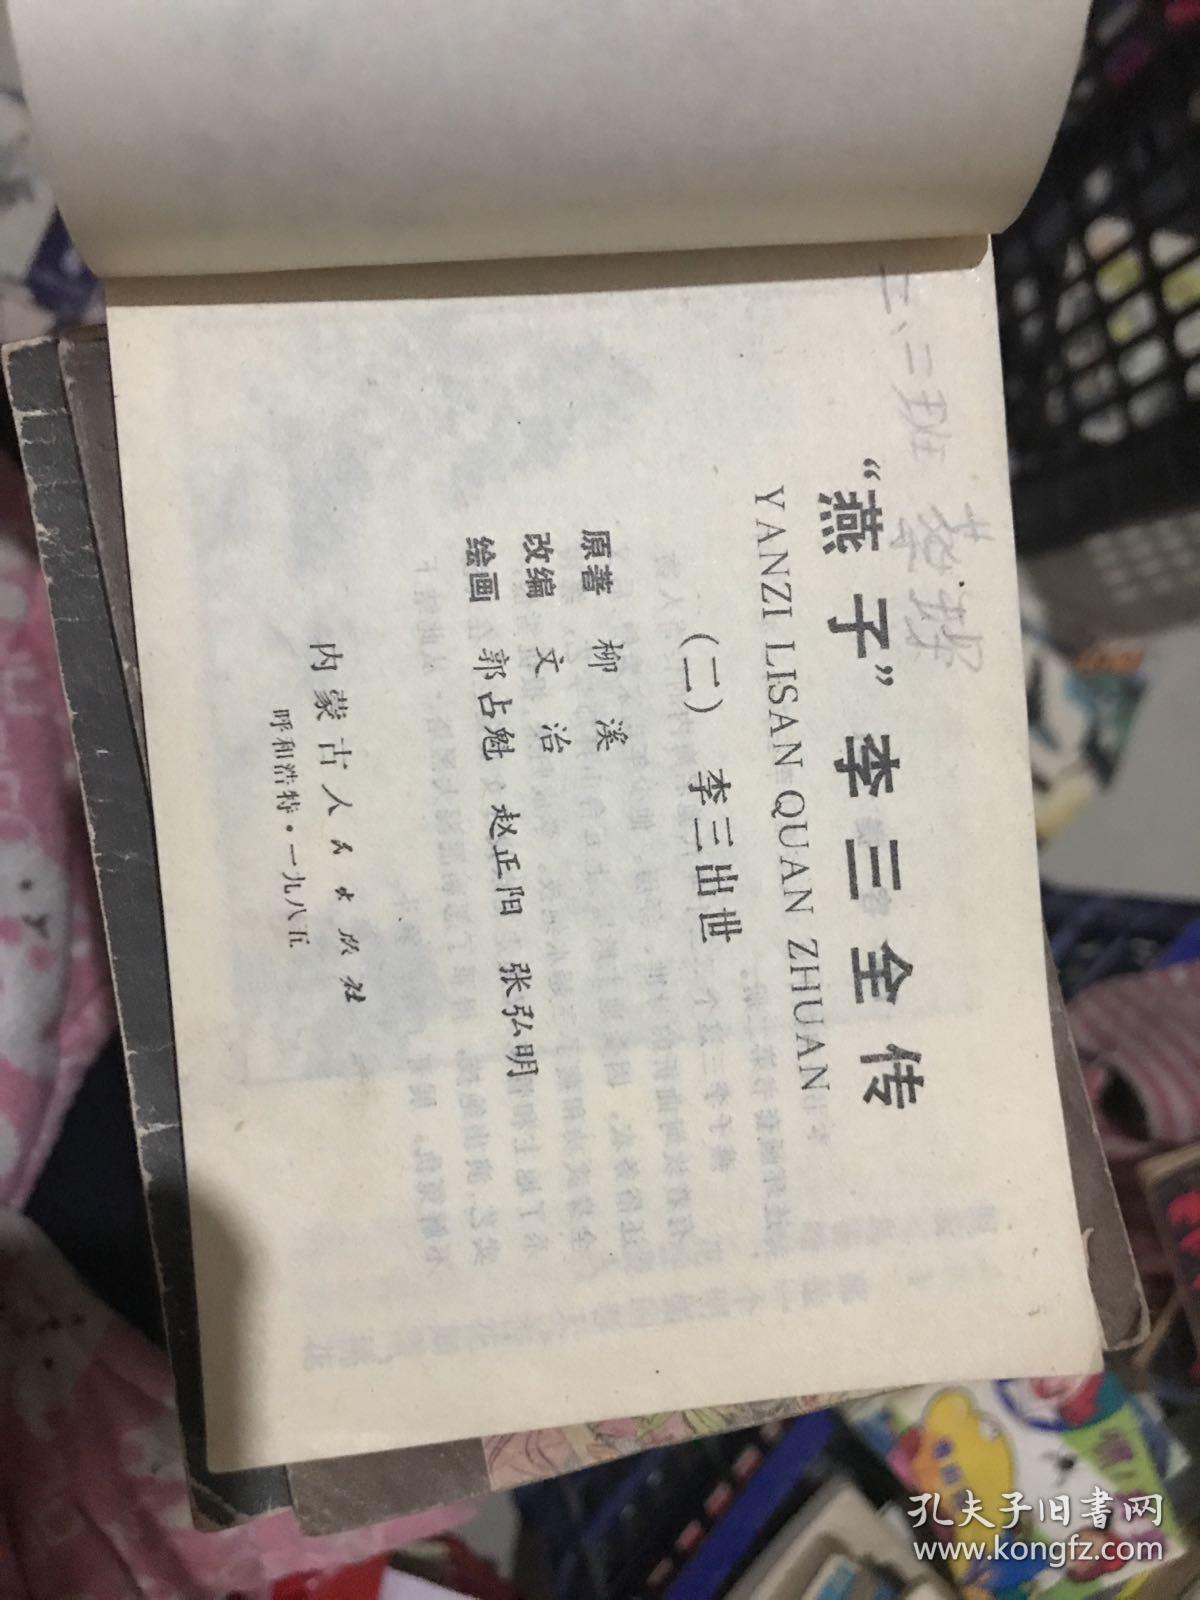 二、二班
“燕子”李三全传
YANZI LISAN QUAN ZHUAN
（二） 李三出世
原著 柳溪
改编 文治
绘画 郭占魁 赵正阳 张弘明
内蒙古人民出版社
呼和浩特·一九八五
孔夫子旧书网
www.kongfz.com